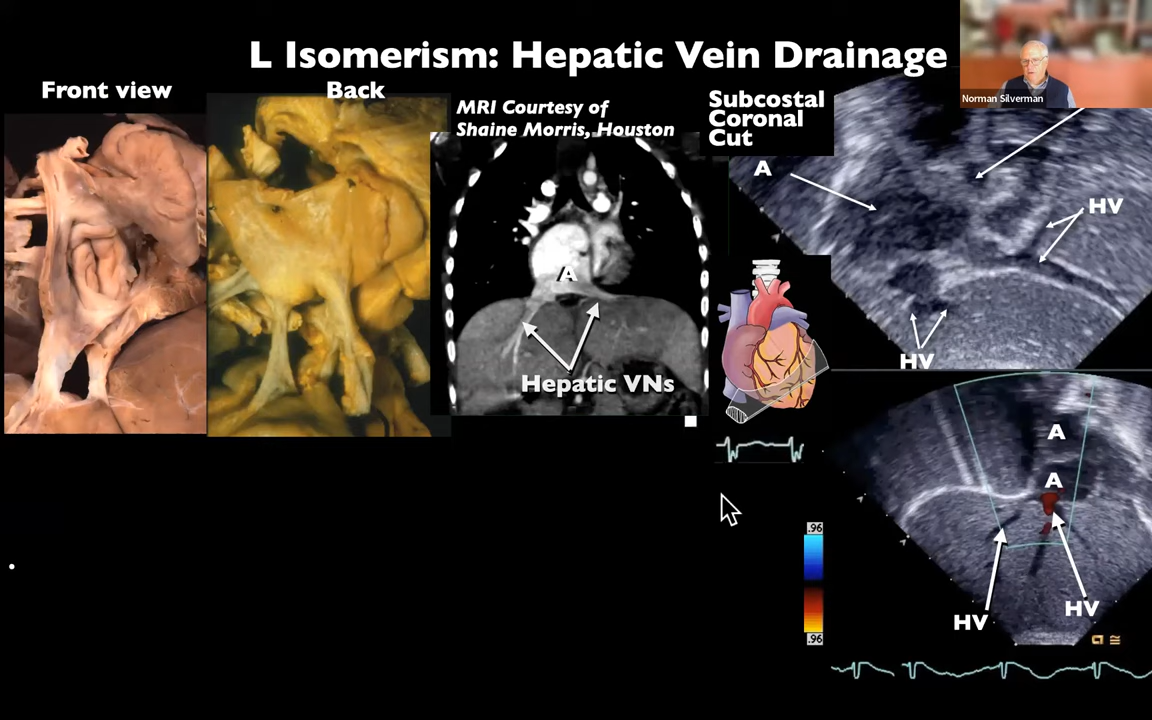 L Isomerism: Hepatic Vein Drainage
Norman Silverman
Front view
Back
MRI Courtesy of
Shaine Morris, Houston
Subcostal
Coronal
Cut
A
HV
A
Hepatic VNs
HV
A
A
.96
.96
HV
HV